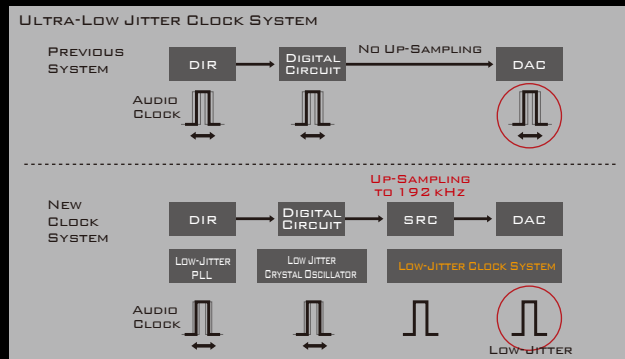 Ultra-Low Jitter Clock System
Previous
System
DIR
Digital
Circuit
No Up-Sampling
DAC
Audio
Clock
Up-Sampling
to 192 kHz
New
Clock
System
DIR
Digital
Circuit
SRC
DAC
Low-Jitter
PLL
Low Jitter
Crystal Oscillator
Low-Jitter Clock System
Audio
Clock
Low-Jitter